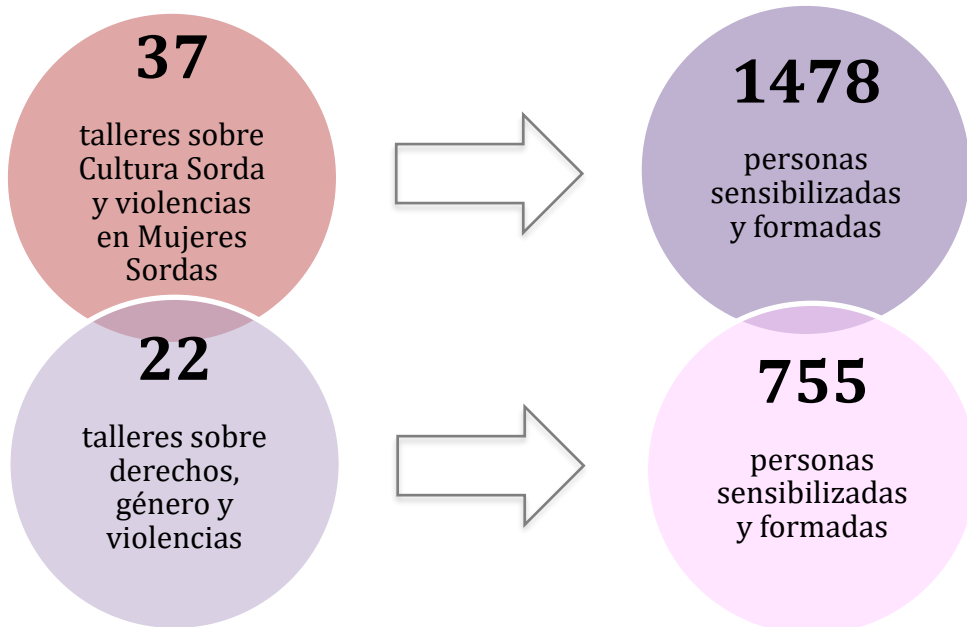 37
talleres sobre
Cultura Sorda
y violencias
en Mujeres
Sordas
1478
personas
sensibilizadas
y formadas
22
talleres sobre
derechos,
género y
violencias
755
personas
sensibilizadas
y formadas